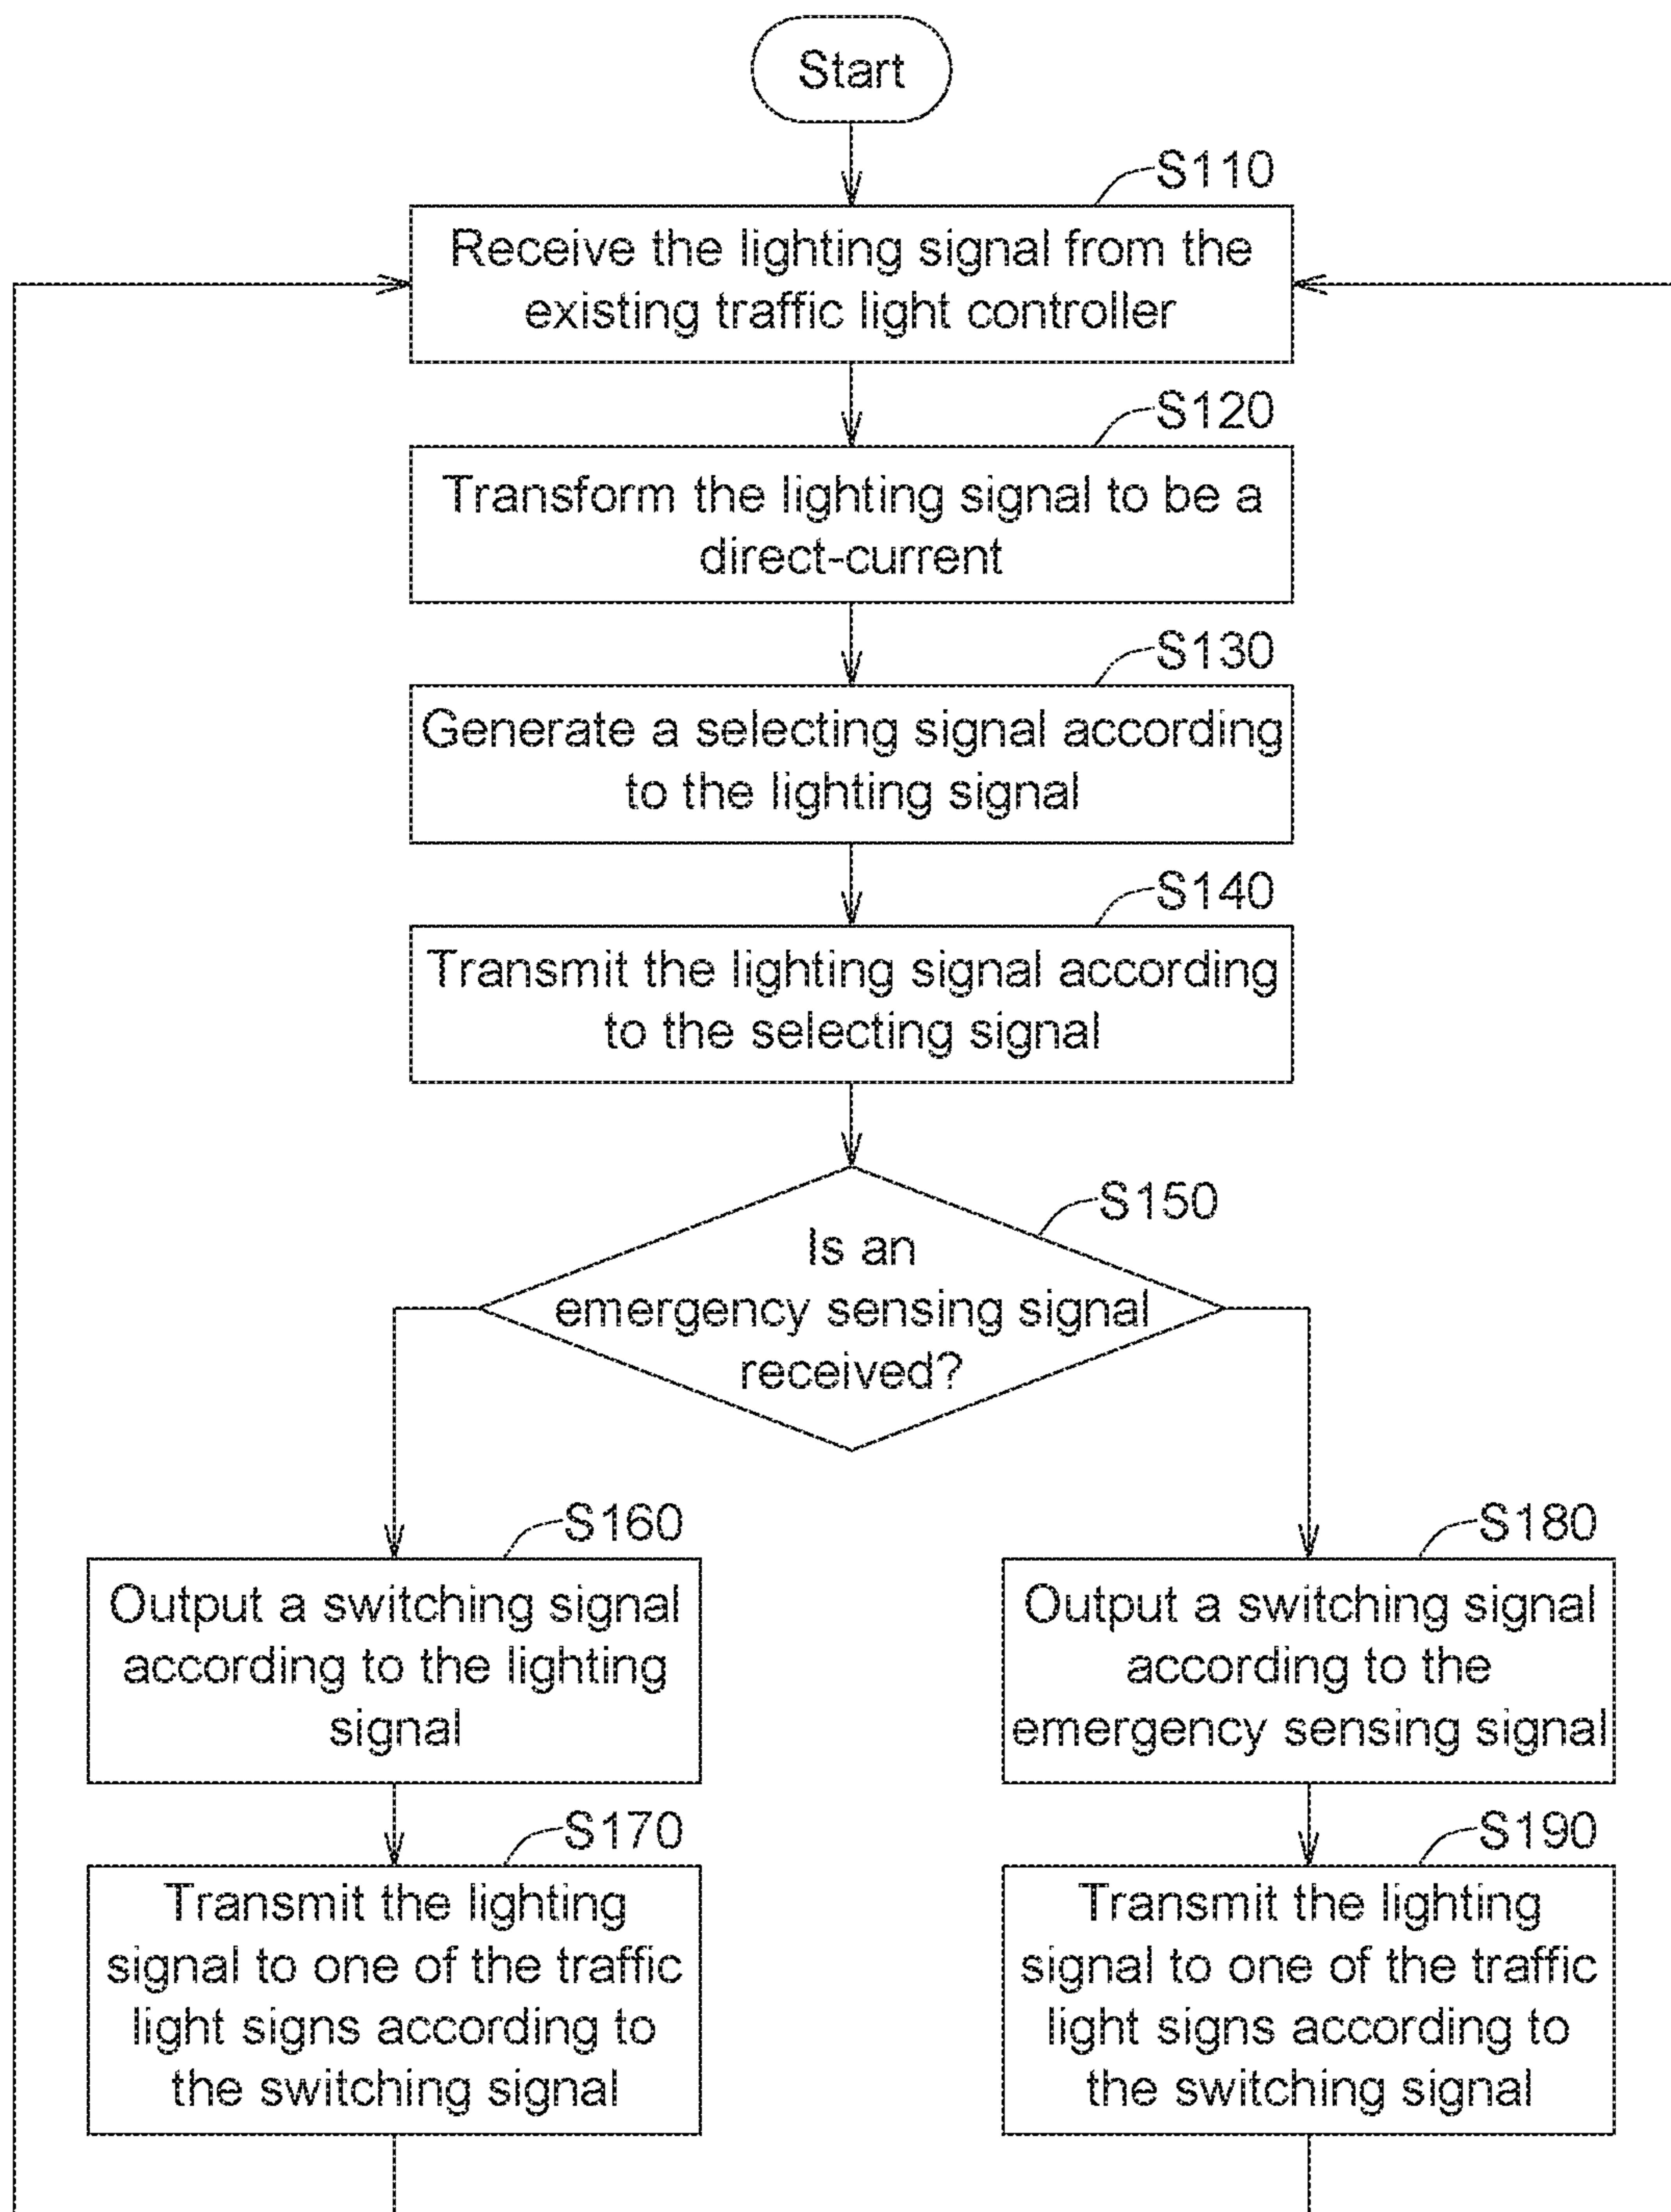 Start
S110
Receive the lighting signal from the
existing traffic light controller
S120
Transform the lighting signal to be a
direct-current
S130
Generate a selecting signal according
to the lighting signal
S140
Transmit the lighting signal according
to the selecting signal
S150
Is an
emergency sensing signal
received?
S160
Output a switching signal
according to the lighting
signal
S170
Transmit the lighting
signal to one of the traffic
light signs according to
the switching signal
S180
Output a switching signal
according to the
emergency sensing signal
S190
Transmit the lighting
signal to one of the traffic
light signs according to
the switching signal